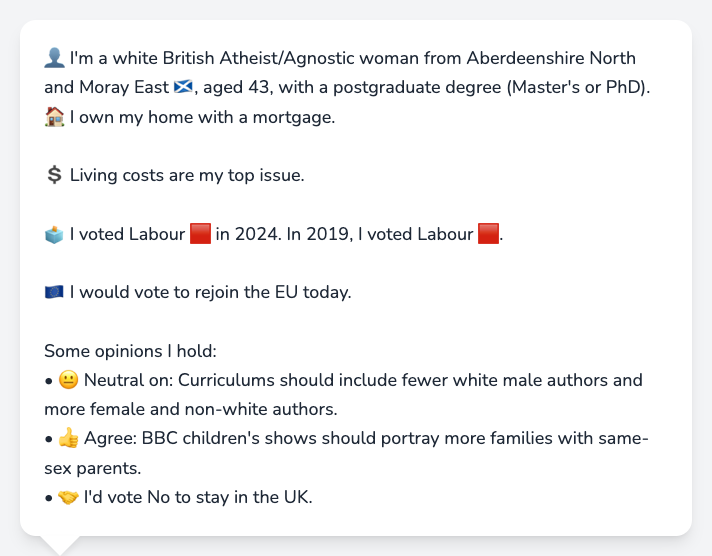 👤 I'm a white British Atheist/Agnostic woman from Aberdeenshire North
and Moray East 🏴󠁧󠁢󠁳󠁣󠁴󠁿, aged 43, with a postgraduate degree (Master's or PhD).
🏠 I own my home with a mortgage.
💲 Living costs are my top issue.
🗳️ I voted Labour 🟥 in 2024. In 2019, I voted Labour 🟥.
🇪🇺 I would vote to rejoin the EU today.
Some opinions I hold:
• 😐 Neutral on: Curriculums should include fewer white male authors and
more female and non-white authors.
• 👍 Agree: BBC children's shows should portray more families with same-
sex parents.
• 🤝 I'd vote No to stay in the UK.